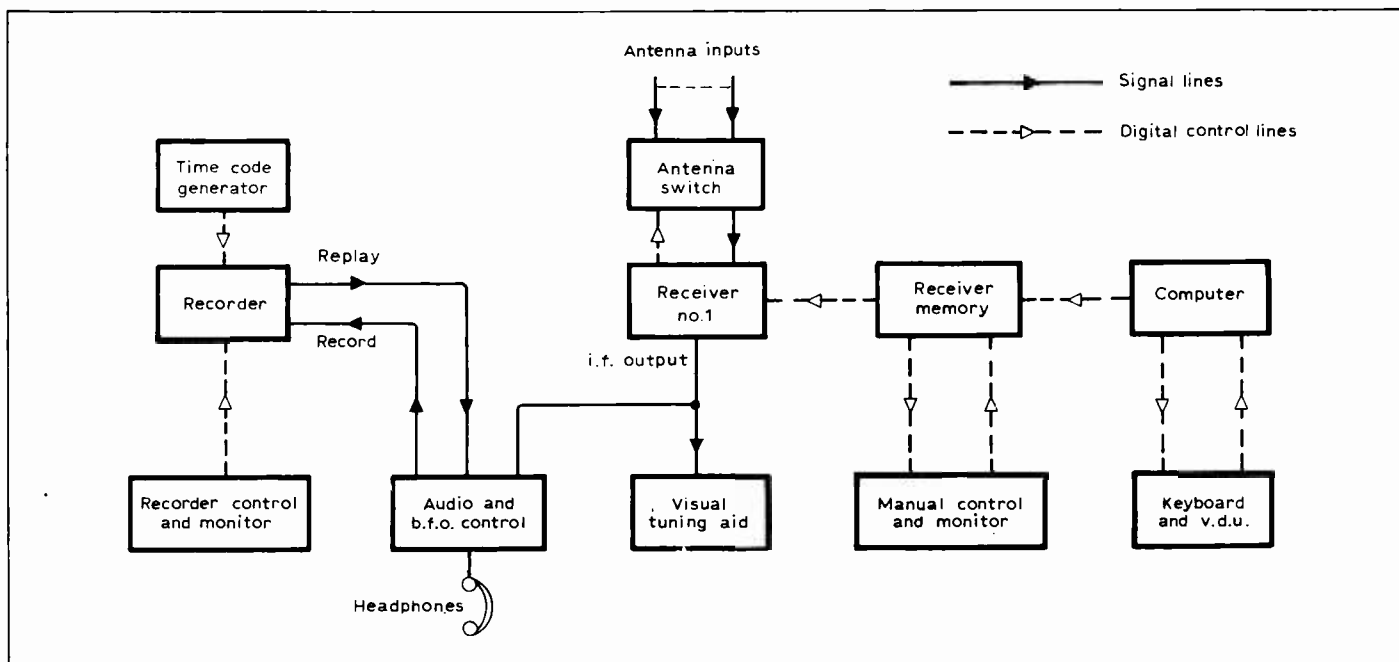 Antenna inputs
Signal lines
Digital control lines
Time code
generator
Antenna
switch
Replay
Recorder
Record
Receiver
no.1
Receiver
memory
Computer
i.f. output
Recorder control
and monitor
Audio and
b.f.o. control
Visual
tuning aid
Manual control
and monitor
Keyboard
and v.d.u.
Headphones